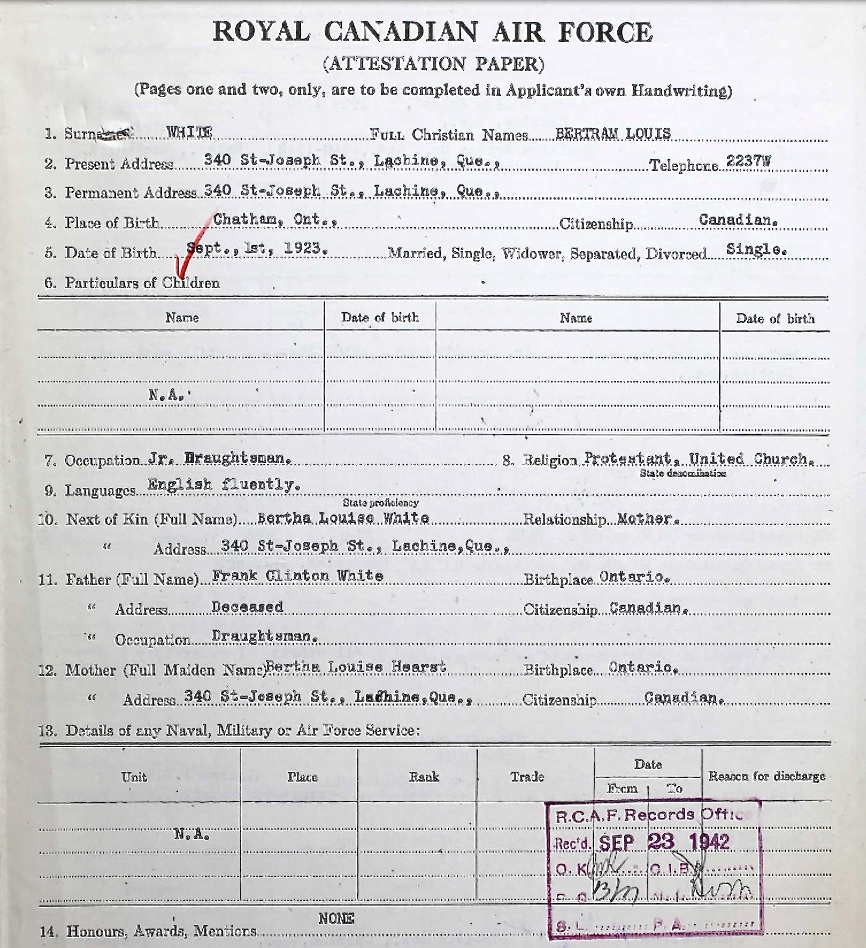 ROYAL CANADIAN AIR FORCE
(ATTESTATION PAPER)
(Pages one and two, only, are to be completed in Applicant's own Handwriting)
1. Surname WHITE Full Christian Names BERTRAM LOUIS
2. Present Address 340 St-Joseph St., Lachine, Que., Telephone 2237W
3. Permanent Address 340 St-Joseph St., Lachine, Que.,
4. Place of Birth Chatham, Ont., Citizenship Canadian.
5. Date of Birth Sept., 1st, 1923. Married, Single, Widower, Separated, Divorced Single.
6. Particulars of Children
Name Date of birth Name Date of birth
N.A.
7. Occupation Jr. Draughtsman. 8. Religion Protestant, United Church.
State denomination
9. Languages English fluently.
State proficiency
10. Next of Kin (Full Name) Bertha Louise White Relationship Mother.
" Address 340 St-Joseph St., Lachine,Que.,
11. Father (Full Name) Frank Clinton White Birthplace Ontario.
" Address Deceased Citizenship Canadian.
" Occupation Draughtsman.
12. Mother (Full Maiden Name) Bertha Louise Hearst Birthplace Ontario.
" Address 340 St-Joseph St., Lachine,Que., Citizenship Canadian.
13. Details of any Naval, Military or Air Force Service:
Unit Place Rank Trade Date Reason for discharge
From To
N.A.
R.C.A.F. Records Office
Rec'd. SEP 23 1942
O.K. C.I.B.
S.L. P.A.
14. Honours, Awards, Mentions NONE